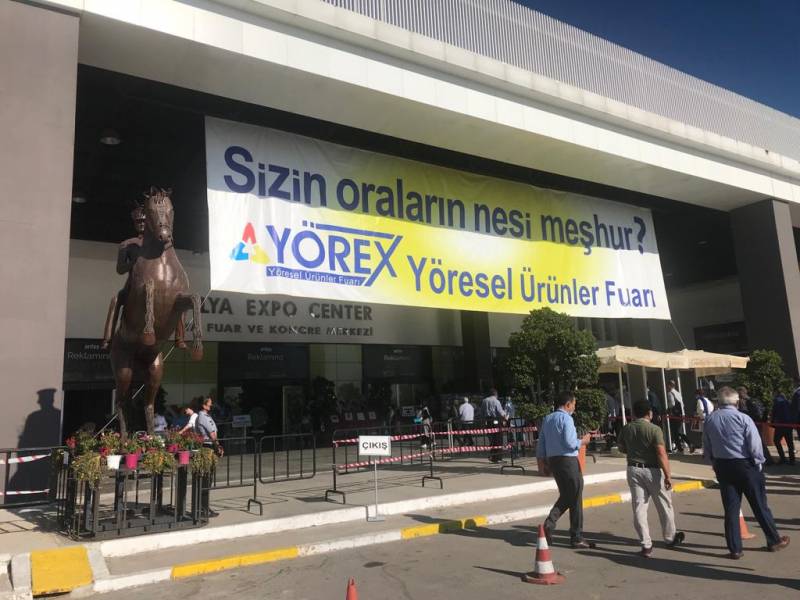 Sizin oraların nesi meşhur?
YÖREX
Yöresel Ürünler Fuarı
Yöresel Ürünler Fuarı
LYA EXPO CENTER
FUAR VE KONGRE MERKEZİ
ÇIKIŞ